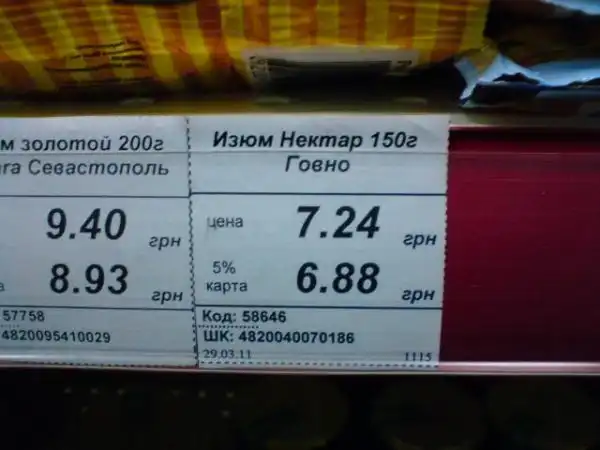 м золотой 200г
ага Севастополь
9.40 грн
8.93 грн
57758
4820095410029
Изюм Нектар 150г
Говно
цена 7.24 грн
5% карта 6.88 грн
Код: 58646
ШК: 4820040070186
29.03.11 1115